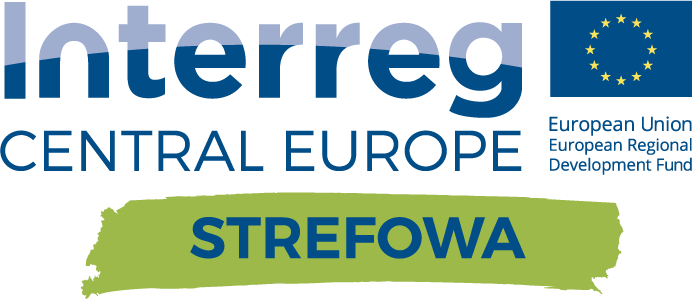 Interreg
CENTRAL EUROPE
European Union
European Regional
Development Fund
STREFOWA